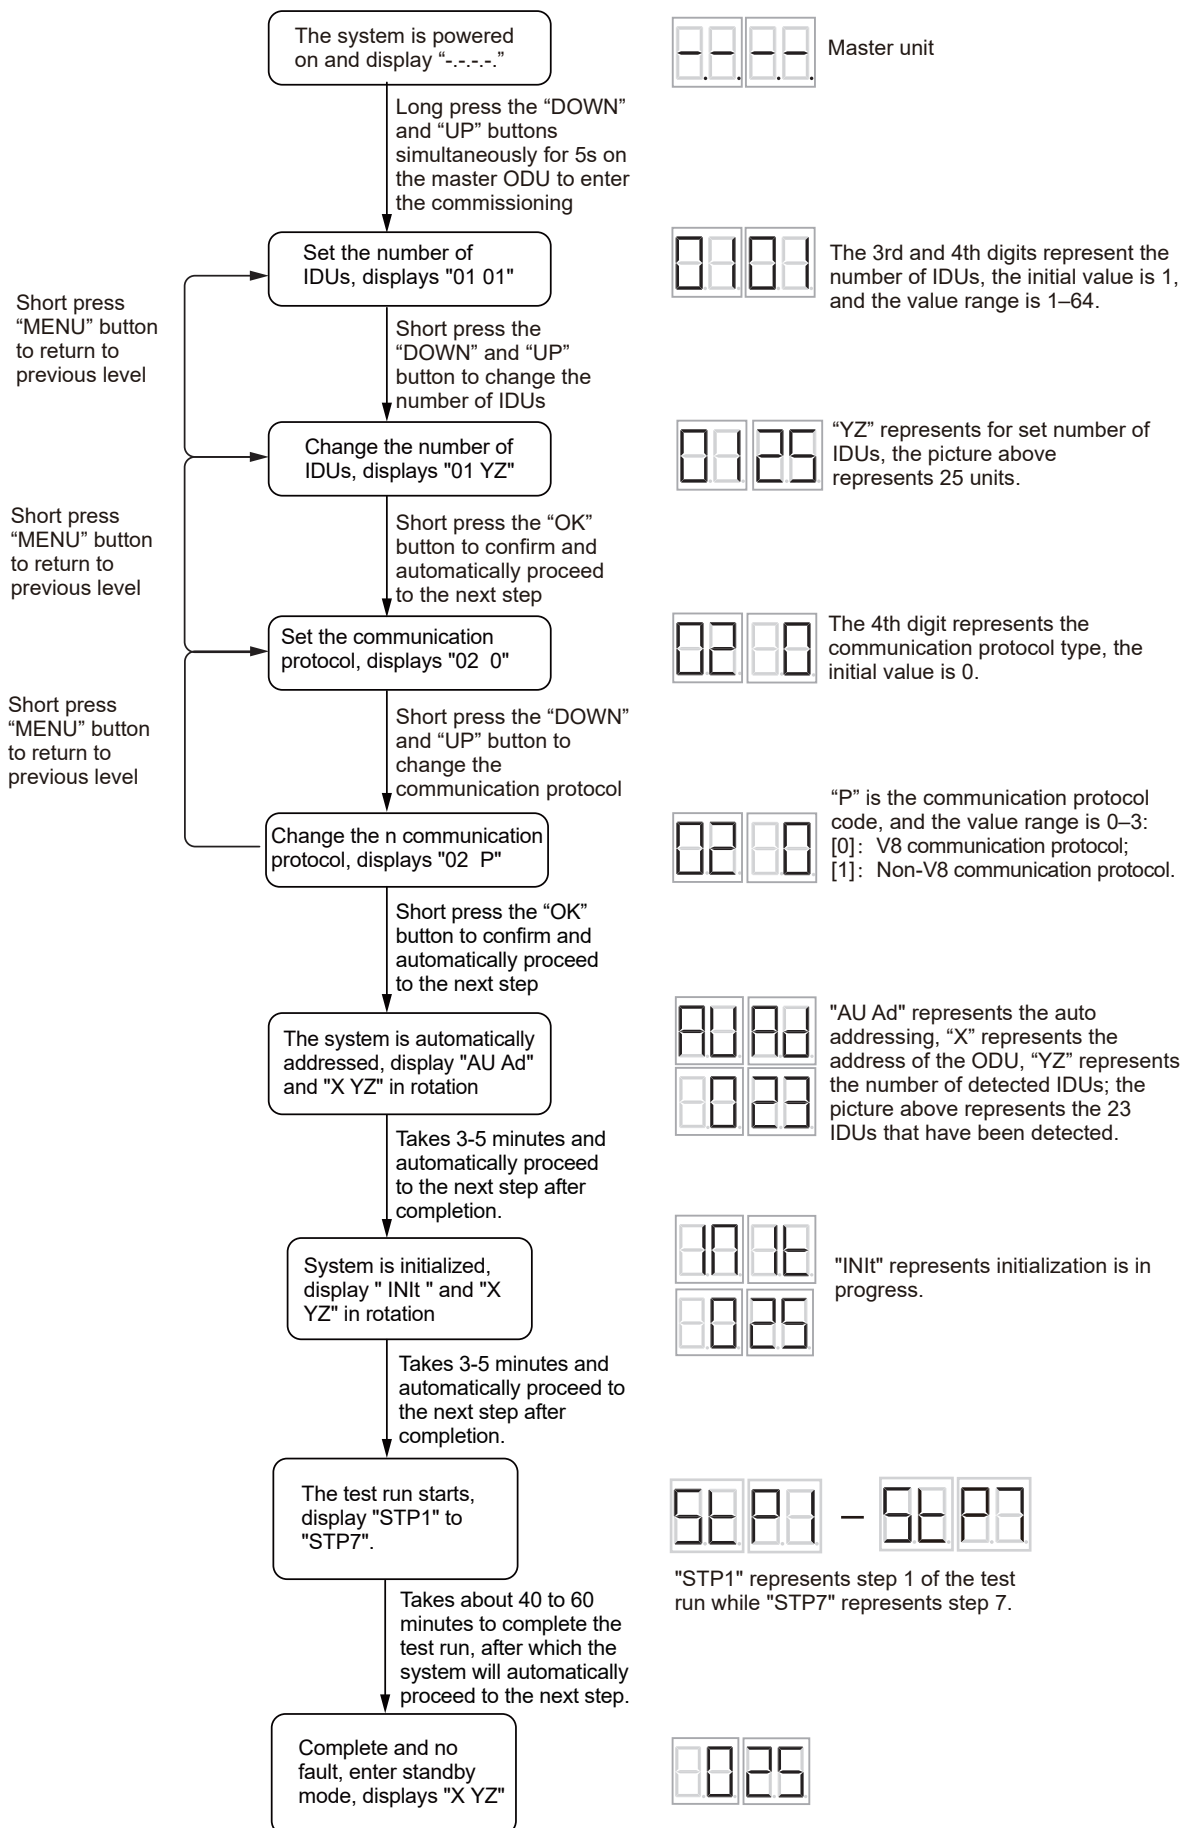 The system is powered
on and display “-.-.-.-.”
-.-.-.-.
Master unit
Long press the “DOWN”
and “UP” buttons
simultaneously for 5s on
the master ODU to enter
the commissioning
Set the number of
IDUs, displays "01 01"
0101
The 3rd and 4th digits represent the
number of IDUs, the initial value is 1,
and the value range is 1–64.
Short press
“MENU” button
to return to
previous level
Short press the
“DOWN” and “UP”
button to change the
number of IDUs
Change the number of
IDUs, displays "01 YZ"
0125
“YZ” represents for set number of
IDUs, the picture above
represents 25 units.
Short press
“MENU” button
to return to
previous level
Short press the “OK”
button to confirm and
automatically proceed
to the next step
Set the communication
protocol, displays "02  0"
02 0
The 4th digit represents the
communication protocol type, the
initial value is 0.
Short press
“MENU” button
to return to
previous level
Short press the “DOWN”
and “UP” button to
change the
communication protocol
Change the n communication
protocol, displays "02  P"
02 0
“P” is the communication protocol
code, and the value range is 0–3:
[0]: V8 communication protocol;
[1]: Non-V8 communication protocol.
Short press the “OK”
button to confirm and
automatically proceed
to the next step
The system is automatically
addressed, display "AU Ad"
and "X YZ" in rotation
AUAd
023
"AU Ad" represents the auto
addressing, “X” represents the
address of the ODU, “YZ” represents
the number of detected IDUs; the
picture above represents the 23
IDUs that have been detected.
Takes 3-5 minutes and
automatically proceed
to the next step after
completion.
System is initialized,
display " INIt " and "X
YZ" in rotation
INIt
025
"INIt" represents initialization is in
progress.
Takes 3-5 minutes and
automatically proceed to
the next step after
completion.
The test run starts,
display "STP1" to
"STP7".
StP1 – StP7
"STP1" represents step 1 of the test
run while "STP7" represents step 7.
Takes about 40 to 60
minutes to complete the
test run, after which the
system will automatically
proceed to the next step.
Complete and no
fault, enter standby
mode, displays "X YZ"
025